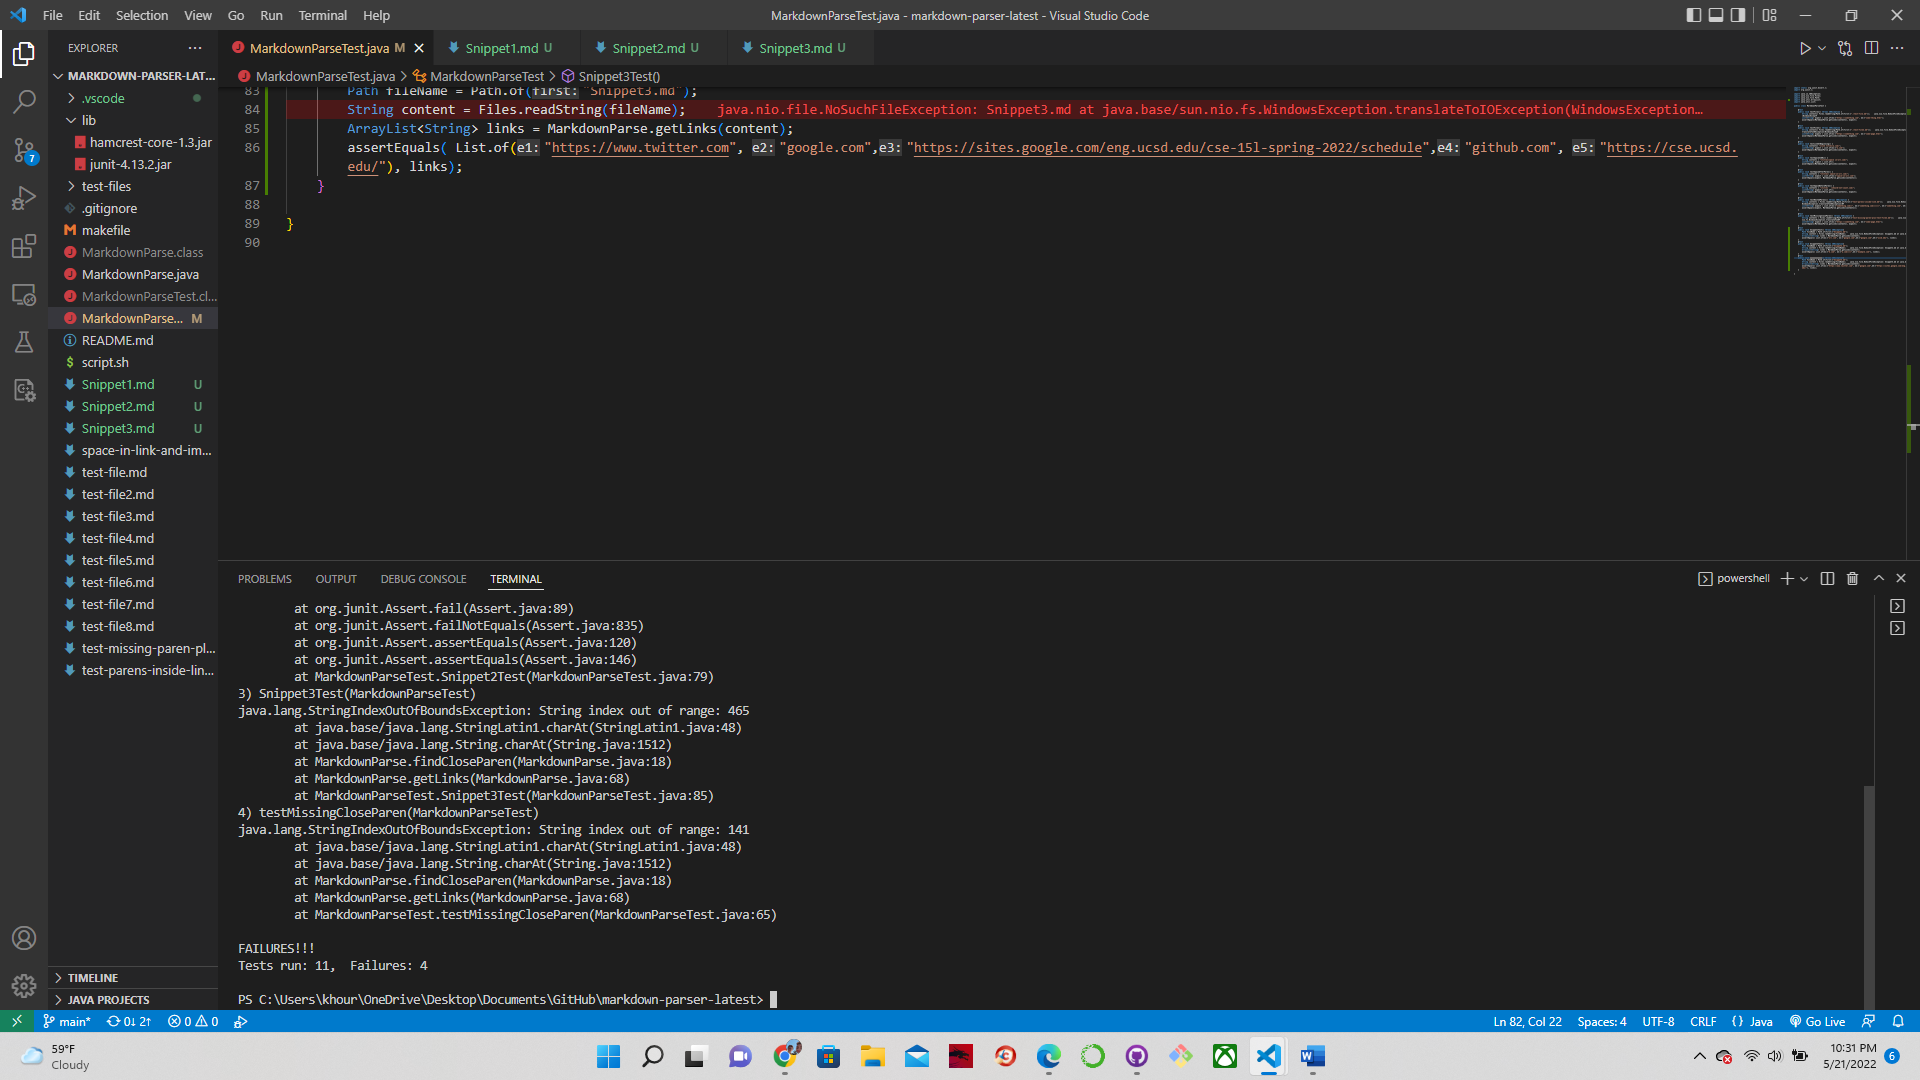 File Edit Selection View Go Run Terminal Help
MarkdownParseTest.java - markdown-parser-latest - Visual Studio Code
EXPLORER
MARKDOWN-PARSER-LAT...
.vscode
lib
hamcrest-core-1.3.jar
junit-4.13.2.jar
test-files
.gitignore
makefile
MarkdownParse.class
MarkdownParse.java
MarkdownParseTest.cl...
MarkdownParse... M
README.md
script.sh
Snippet1.md U
Snippet2.md U
Snippet3.md U
space-in-link-and-im...
test-file.md
test-file2.md
test-file3.md
test-file4.md
test-file5.md
test-file6.md
test-file7.md
test-file8.md
test-missing-paren-pl...
test-parens-inside-lin...
TIMELINE
JAVA PROJECTS
7
MarkdownParseTest.java M
Snippet1.md U
Snippet2.md U
Snippet3.md U
MarkdownParseTest.java > MarkdownParseTest > Snippet3Test()
83 Path fileName = Path.of(first: "Snippet3.md");
84 String content = Files.readString(fileName); java.nio.file.NoSuchFileException: Snippet3.md at java.base/sun.nio.fs.WindowsException.translateToIOException(WindowsException...
85 ArrayList<String> links = MarkdownParse.getLinks(content);
86 assertEquals( List.of(e1: "https://www.twitter.com", e2: "google.com",e3: "https://sites.google.com/eng.ucsd.edu/cse-15l-spring-2022/schedule",e4: "github.com", e5: "https://cse.ucsd.
edu/"), links);
87 }
88
89 }
90
PROBLEMS OUTPUT DEBUG CONSOLE TERMINAL
powershell
at org.junit.Assert.fail(Assert.java:89)
at org.junit.Assert.failNotEquals(Assert.java:835)
at org.junit.Assert.assertEquals(Assert.java:120)
at org.junit.Assert.assertEquals(Assert.java:146)
at MarkdownParseTest.Snippet2Test(MarkdownParseTest.java:79)
3) Snippet3Test(MarkdownParseTest)
java.lang.StringIndexOutOfBoundsException: String index out of range: 465
at java.base/java.lang.StringLatin1.charAt(StringLatin1.java:48)
at java.base/java.lang.String.charAt(String.java:1512)
at MarkdownParse.findCloseParen(MarkdownParse.java:18)
at MarkdownParse.getLinks(MarkdownParse.java:68)
at MarkdownParseTest.Snippet3Test(MarkdownParseTest.java:85)
4) testMissingCloseParen(MarkdownParseTest)
java.lang.StringIndexOutOfBoundsException: String index out of range: 141
at java.base/java.lang.StringLatin1.charAt(StringLatin1.java:48)
at java.base/java.lang.String.charAt(String.java:1512)
at MarkdownParse.findCloseParen(MarkdownParse.java:18)
at MarkdownParse.getLinks(MarkdownParse.java:68)
at MarkdownParseTest.testMissingCloseParen(MarkdownParseTest.java:65)
FAILURES!!!
Tests run: 11,  Failures: 4
PS C:\Users\khour\OneDrive\Desktop\Documents\GitHub\markdown-parser-latest>
main* 0↓ 2↑ 0 0
Ln 82, Col 22 Spaces: 4 UTF-8 CRLF {} Java Go Live
59°F
Cloudy
10:31 PM
5/21/2022
6